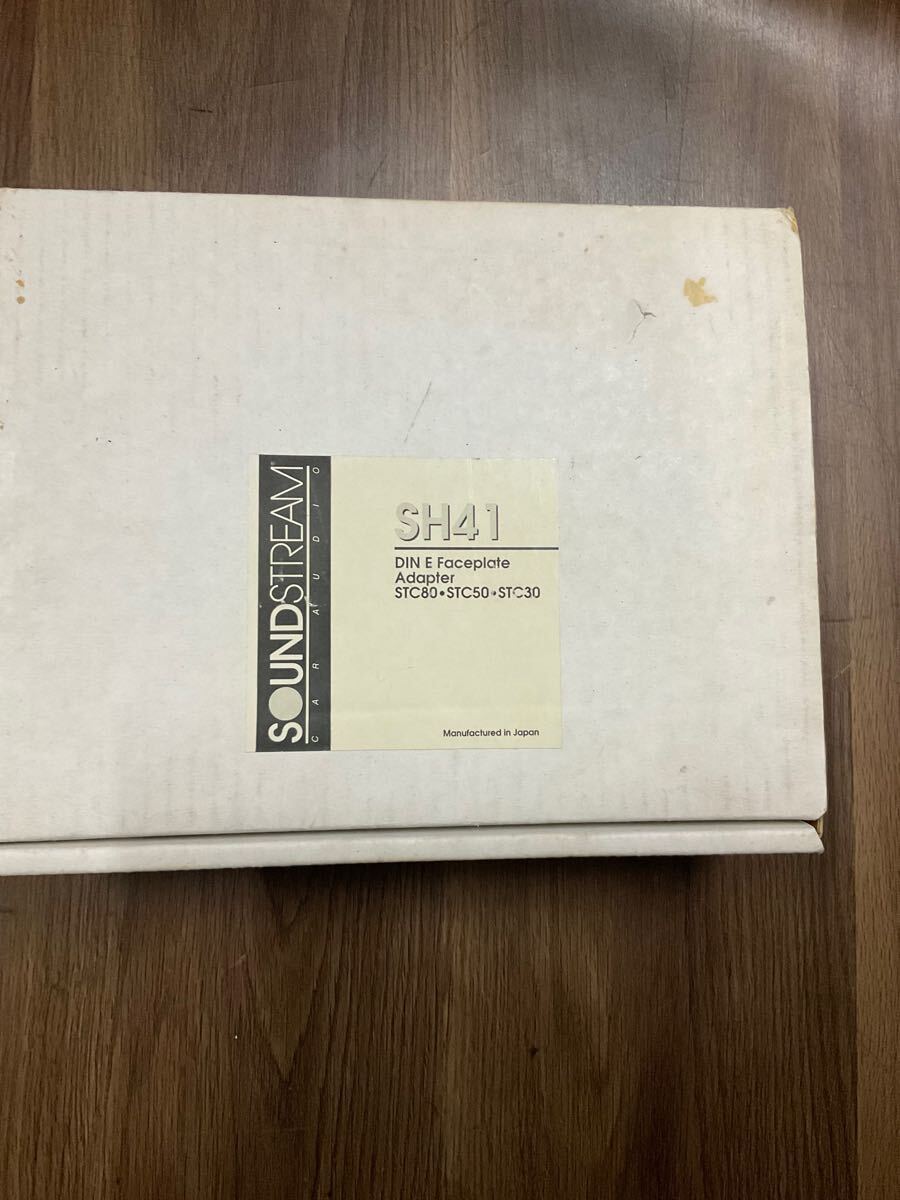 SOUNDSTREAM
CAR AUDIO
SH41
DIN E Faceplate
Adapter
STC80•STC50•STC30
Manufactured in Japan